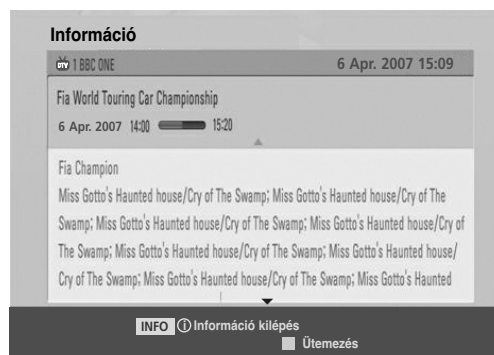 Információ
DTV 1 BBC ONE 6 Apr. 2007 15:09
Fia World Touring Car Championship
6 Apr. 2007 14:00 15:20
Fia Champion
Miss Gotto's Haunted house/Cry of The Swamp; Miss Gotto's Haunted house/Cry of The
Swamp; Miss Gotto's Haunted house/Cry of The Swamp; Miss Gotto's Haunted house/Cry of
The Swamp; Miss Gotto's Haunted house/Cry of The Swamp; Miss Gotto's Haunted house/
Cry of The Swamp; Miss Gotto's Haunted house/Cry of The Swamp; Miss Gotto's Haunted
INFO i Információ kilépés
Ütemezés